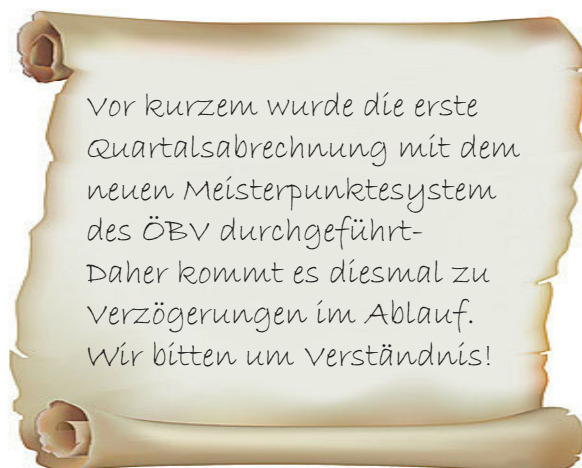 Vor kurzem wurde die erste
Quartalsabrechnung mit dem
neuen Meisterpunktesystem
des ÖBV durchgeführt-
Daher kommt es diesmal zu
Verzögerungen im Ablauf.
Wir bitten um Verständnis!